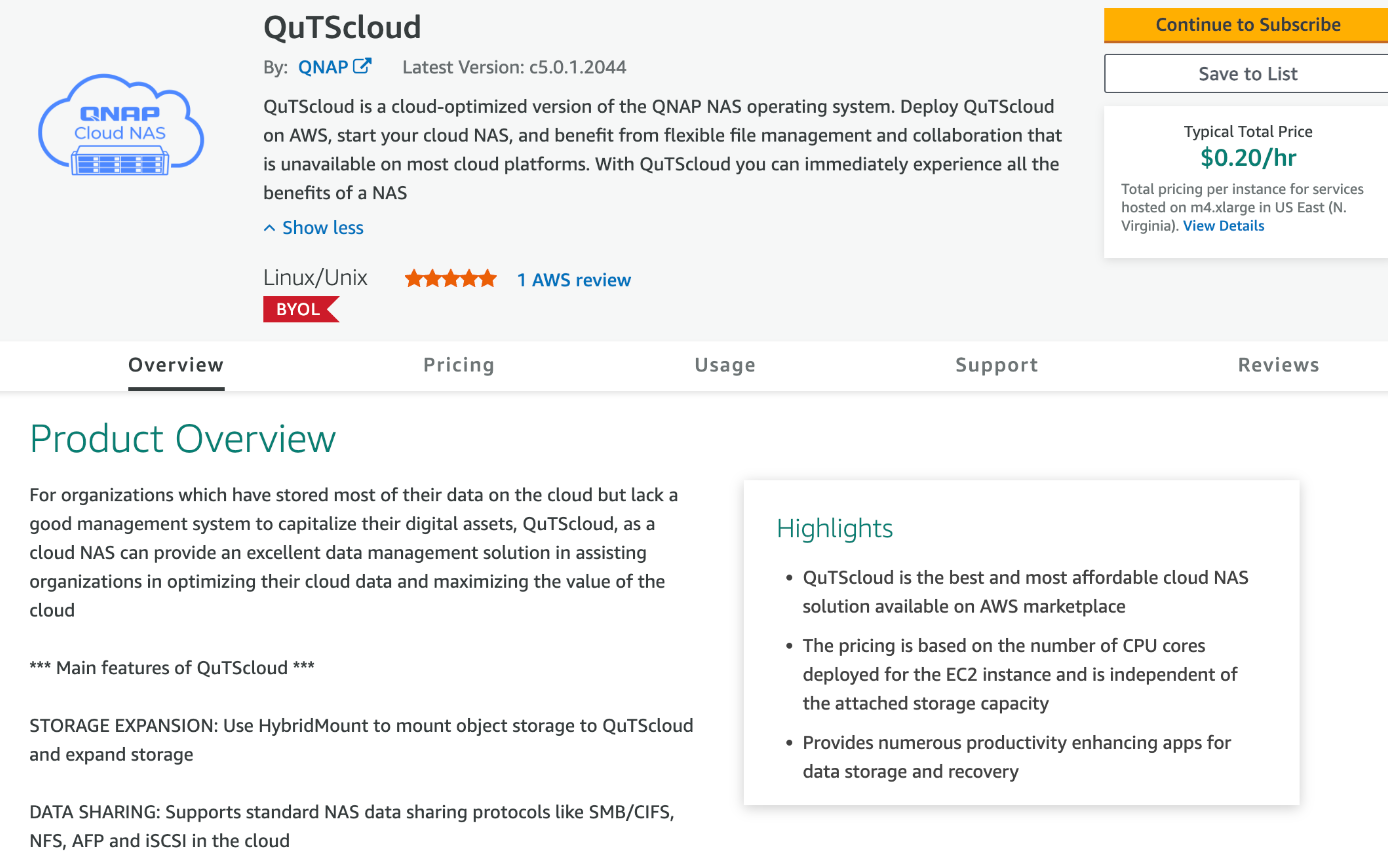 QNAP
Cloud NAS
QuTScloud
By: QNAP Latest Version: c5.0.1.2044
QuTScloud is a cloud-optimized version of the QNAP NAS operating system. Deploy QuTScloud
on AWS, start your cloud NAS, and benefit from flexible file management and collaboration that
is unavailable on most cloud platforms. With QuTScloud you can immediately experience all the
benefits of a NAS
Show less
Linux/Unix 1 AWS review
BYOL
Continue to Subscribe
Save to List
Typical Total Price
$0.20/hr
Total pricing per instance for services
hosted on m4.xlarge in US East (N.
Virginia). View Details
Overview Pricing Usage Support Reviews
Product Overview
For organizations which have stored most of their data on the cloud but lack a
good management system to capitalize their digital assets, QuTScloud, as a
cloud NAS can provide an excellent data management solution in assisting
organizations in optimizing their cloud data and maximizing the value of the
cloud
*** Main features of QuTScloud ***
STORAGE EXPANSION: Use HybridMount to mount object storage to QuTScloud
and expand storage
DATA SHARING: Supports standard NAS data sharing protocols like SMB/CIFS,
NFS, AFP and iSCSI in the cloud
Highlights
• QuTScloud is the best and most affordable cloud NAS
solution available on AWS marketplace
• The pricing is based on the number of CPU cores
deployed for the EC2 instance and is independent of
the attached storage capacity
• Provides numerous productivity enhancing apps for
data storage and recovery